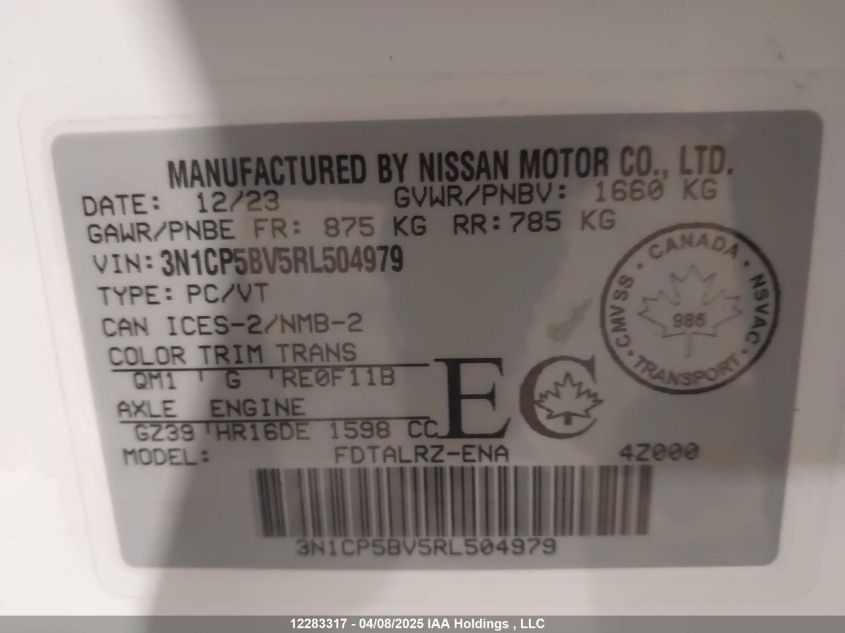 MANUFACTURED BY NISSAN MOTOR CO., LTD.
DATE: 12/23 GVWR/PNBV: 1660 KG
GAWR/PNBE FR: 875 KG RR: 785 KG
VIN: 3N1CP5BV5RL504979
TYPE: PC/VT
CAN ICES-2/NMB-2
COLOR TRIM TRANS
QM1 ' G 'RE0F11B
AXLE ENGINE
GZ39 'HR16DE 1598 CC
EC
CANADA • NSVAC • TRANSPORT • CMVSS •
986
MODEL: FDTALRZ-ENA 4Z000
3N1CP5BV5RL504979
12283317 - 04/08/2025 IAA Holdings , LLC